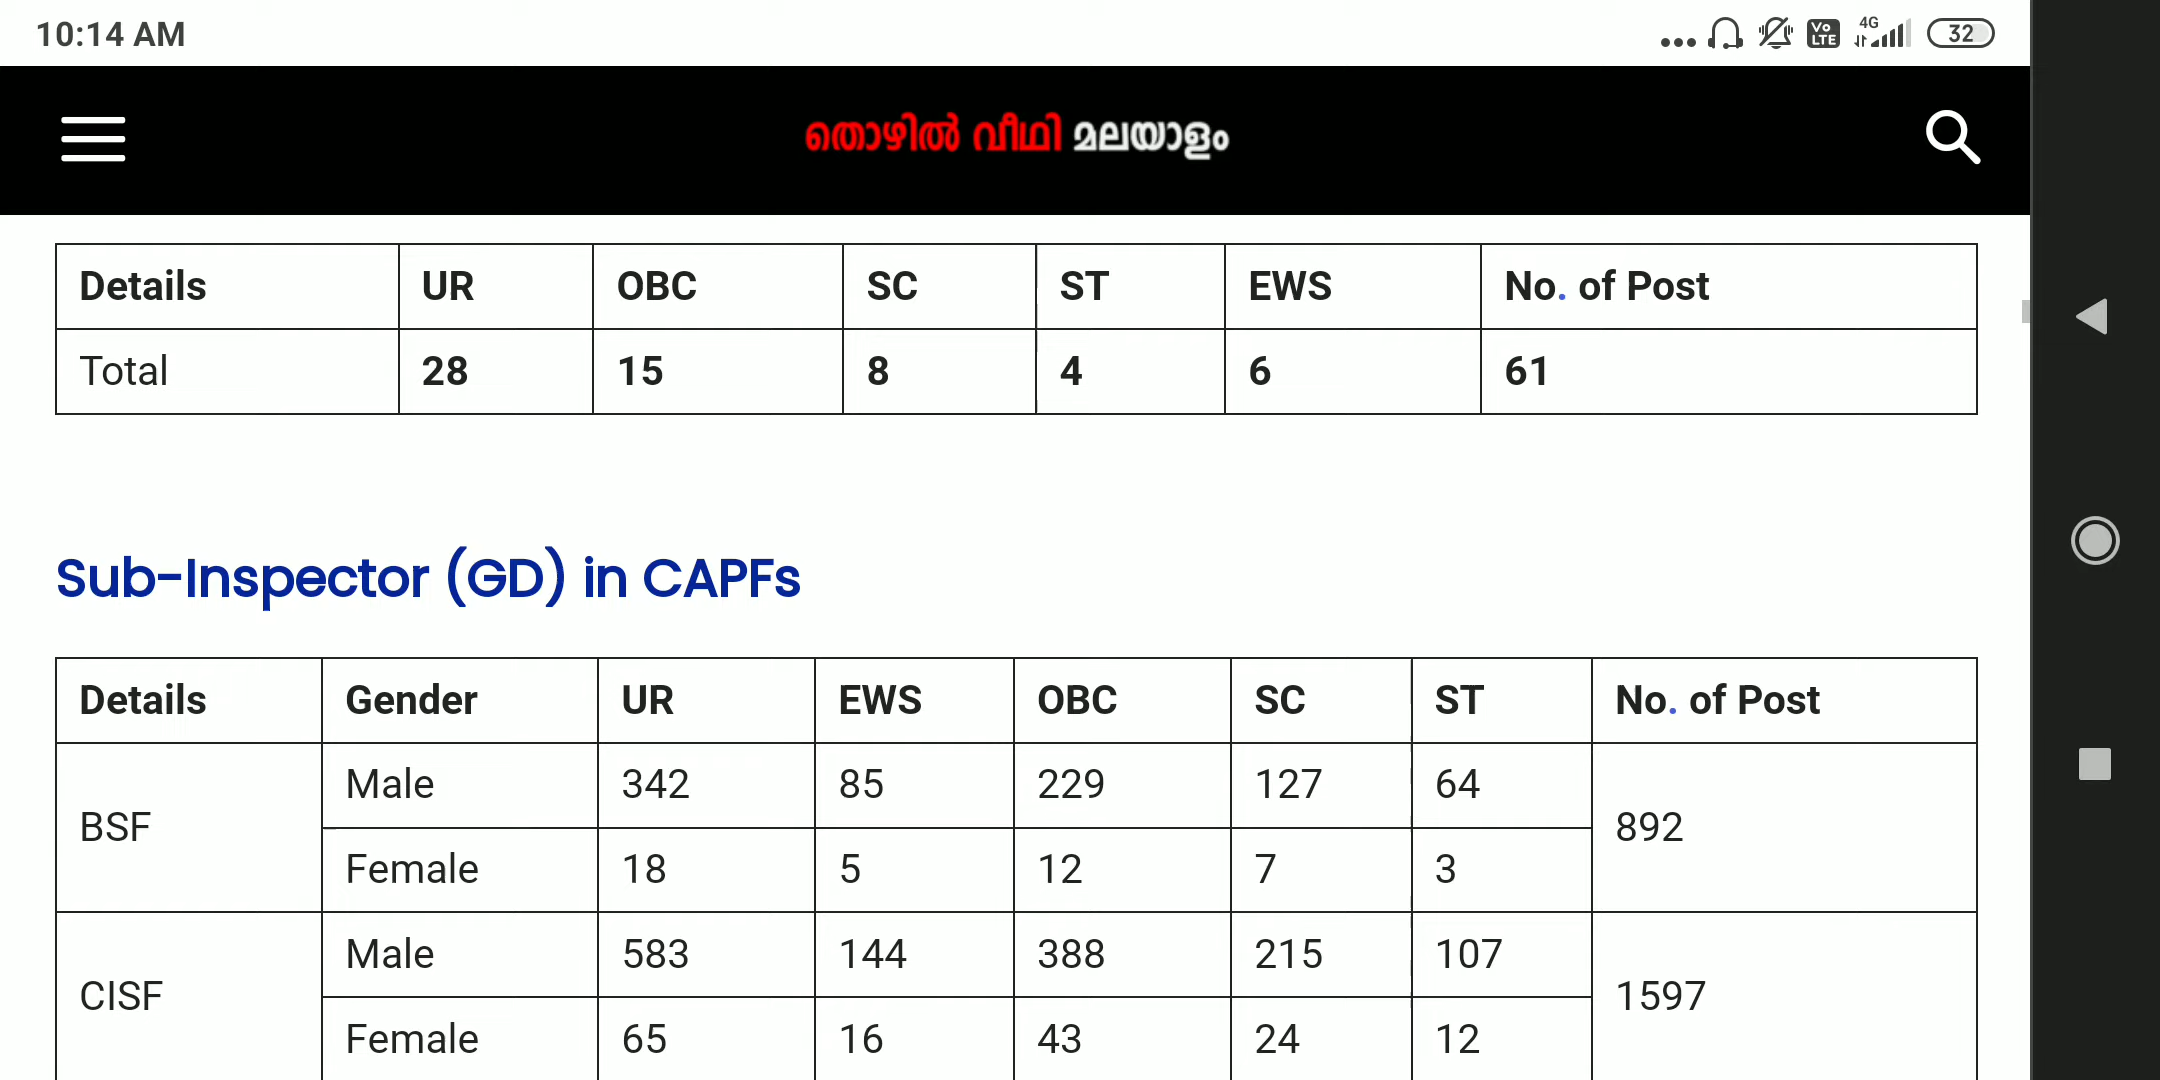 10:14 AM
Vo LTE 4G 32
തൊഴിൽ വീഥി മലയാളം
Details UR OBC SC ST EWS No. of Post
Total 28 15 8 4 6 61
Sub-Inspector (GD) in CAPFs
Details Gender UR EWS OBC SC ST No. of Post
BSF Male 342 85 229 127 64 892
Female 18 5 12 7 3
CISF Male 583 144 388 215 107 1597
Female 65 16 43 24 12